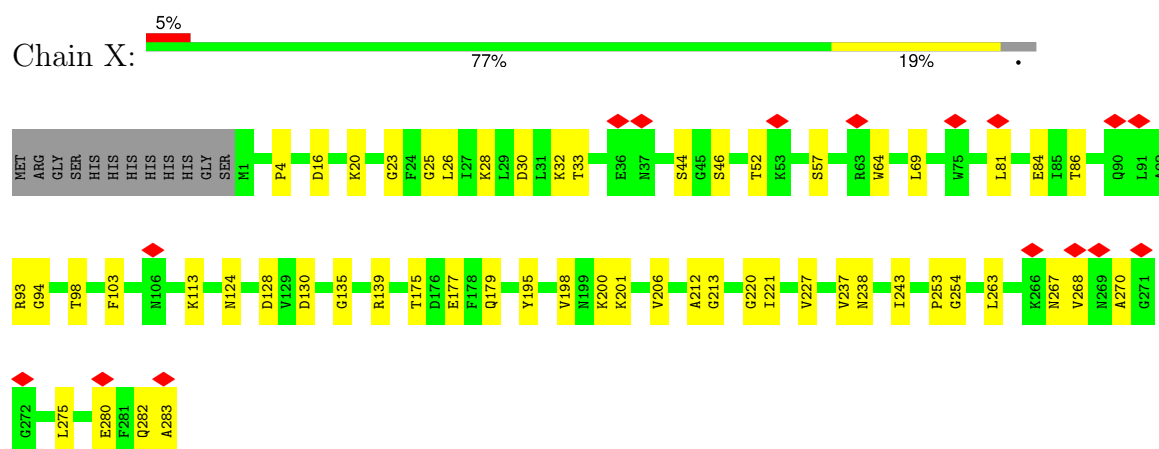 5%
Chain X:
77% 19% •
MET ARG GLY SER HIS HIS HIS HIS HIS HIS GLY SER M1 P4 D16 K20 G23 F24 G25 L26 I27 K28 L29 D30 L31 K32 T33 E36 N37 S44 G45 S46 T52 K53 S57 R63 W64 L69 W75 L81 E84 I85 T86 Q90 L91
R93 G94 T98 F103 N106 K113 N124 D128 V129 D130 G135 R139 T175 D176 E177 F178 Q179 Y195 V198 N199 K200 K201 V206 A212 G213 G220 I221 V227 V237 N238 I243 P253 G254 L263 K266 N267 V268 N269 A270 G271
G272 L275 E280 F281 Q282 A283